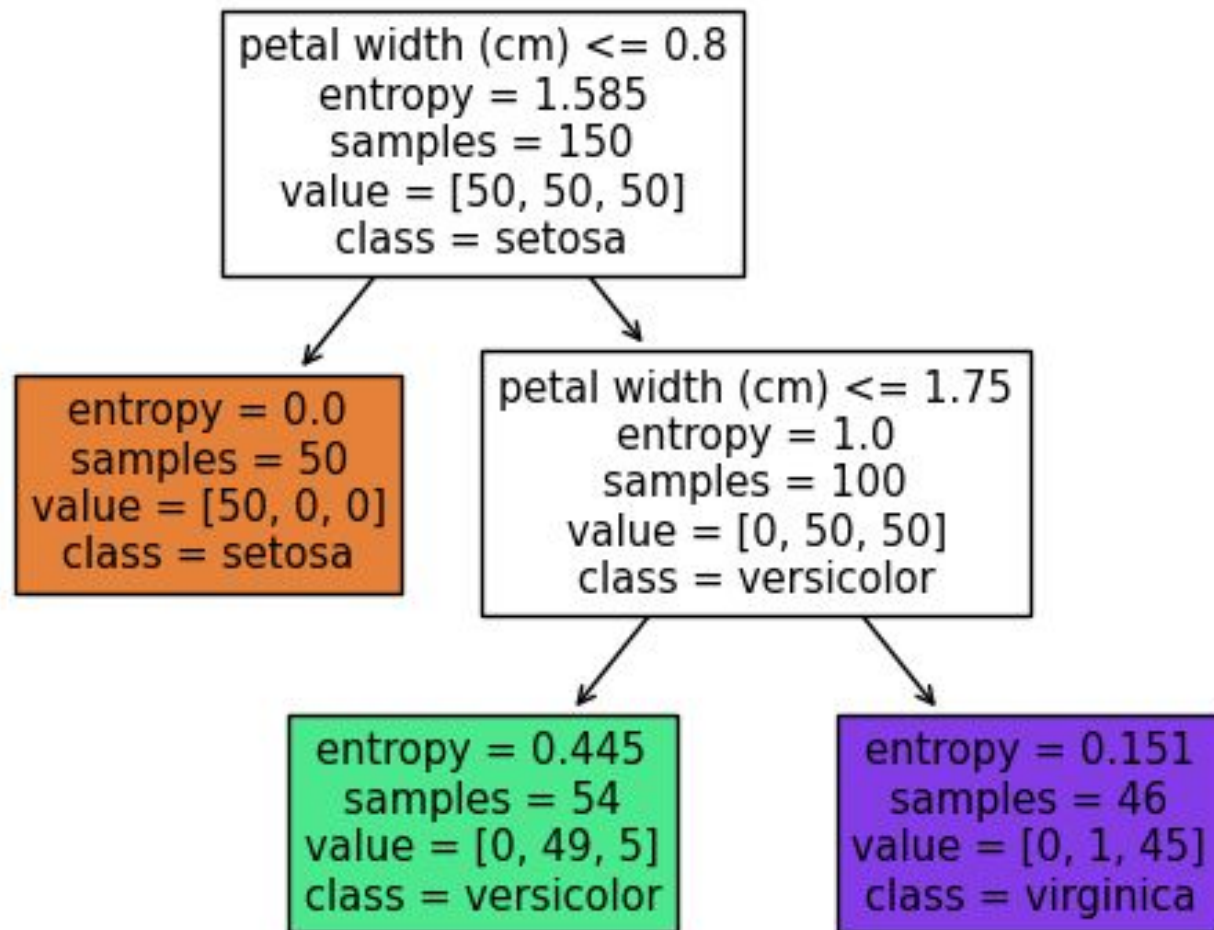 petal width (cm) <= 0.8
entropy = 1.585
samples = 150
value = [50, 50, 50]
class = setosa
entropy = 0.0
samples = 50
value = [50, 0, 0]
class = setosa
petal width (cm) <= 1.75
entropy = 1.0
samples = 100
value = [0, 50, 50]
class = versicolor
entropy = 0.445
samples = 54
value = [0, 49, 5]
class = versicolor
entropy = 0.151
samples = 46
value = [0, 1, 45]
class = virginica